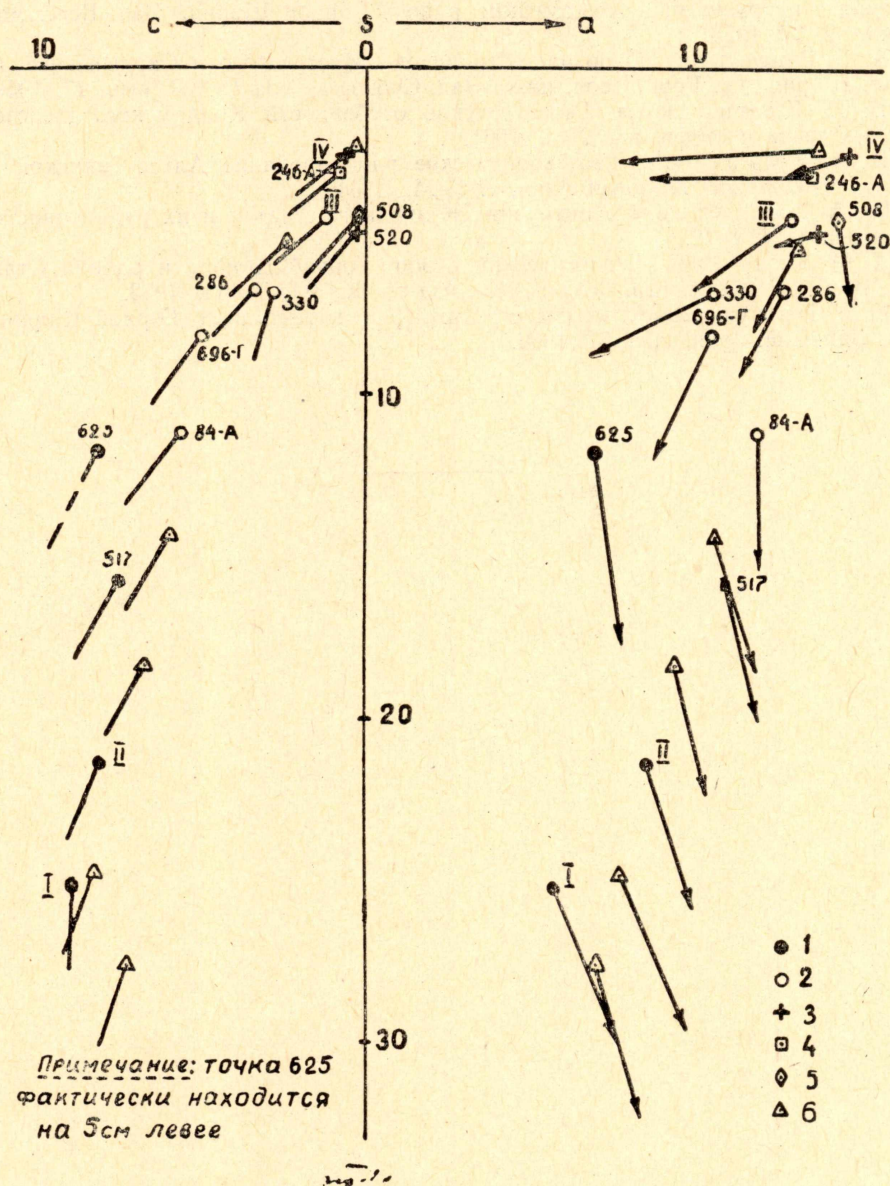 c s a
10 0 10
IV IV
246-А 246-А
III III
508 508
520 520
286 330 330 286
696-Г 696-Г
10
625 84-А 625 84-А
517 517
20
II II
I I
1
2
3
4
5
6
30
Примечание: точка 625
фактически находится
на 5см левее